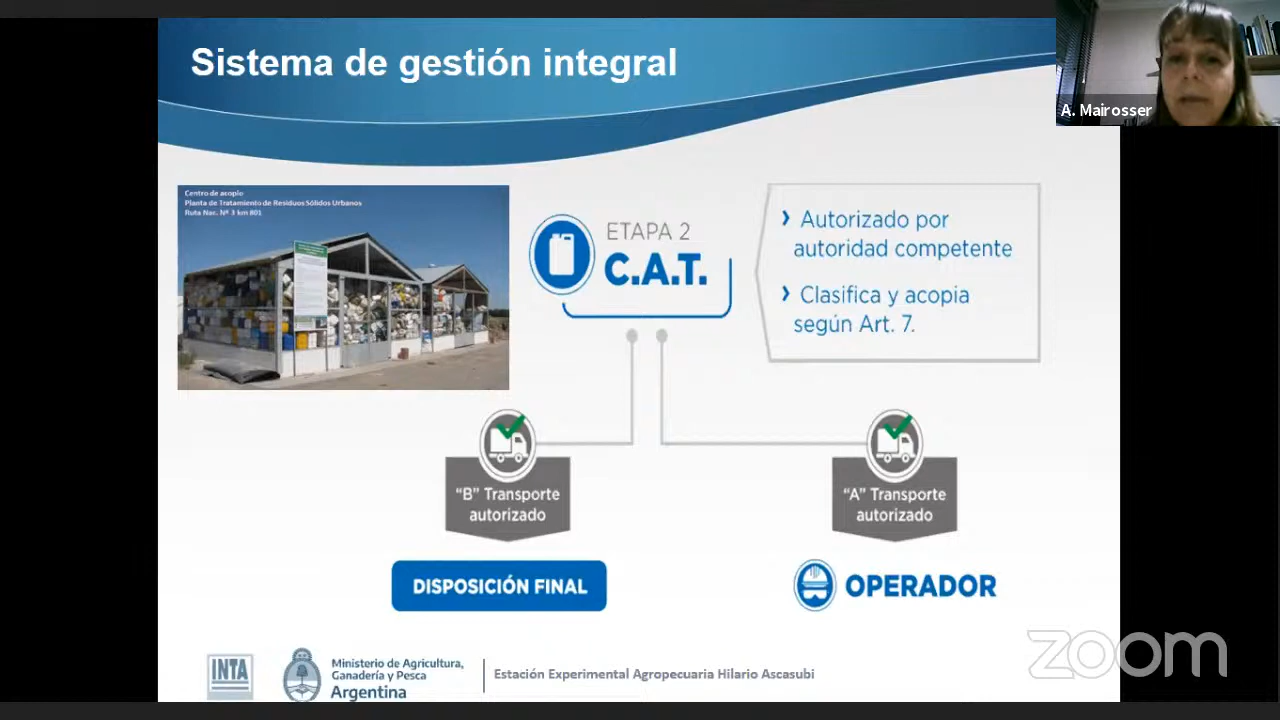 Sistema de gestión integral
A. Mairosser
Centro de acopio
Planta de Tratamiento de Residuos Sólidos Urbanos
Ruta Nac. Nº 3 km 801
ETAPA 2
C.A.T.
› Autorizado por
autoridad competente
› Clasifica y acopia
según Art. 7.
"B" Transporte
autorizado
"A" Transporte
autorizado
DISPOSICIÓN FINAL
OPERADOR
INTA
Ministerio de Agricultura,
Ganadería y Pesca
Argentina
Estación Experimental Agropecuaria Hilario Ascasubi
zoom